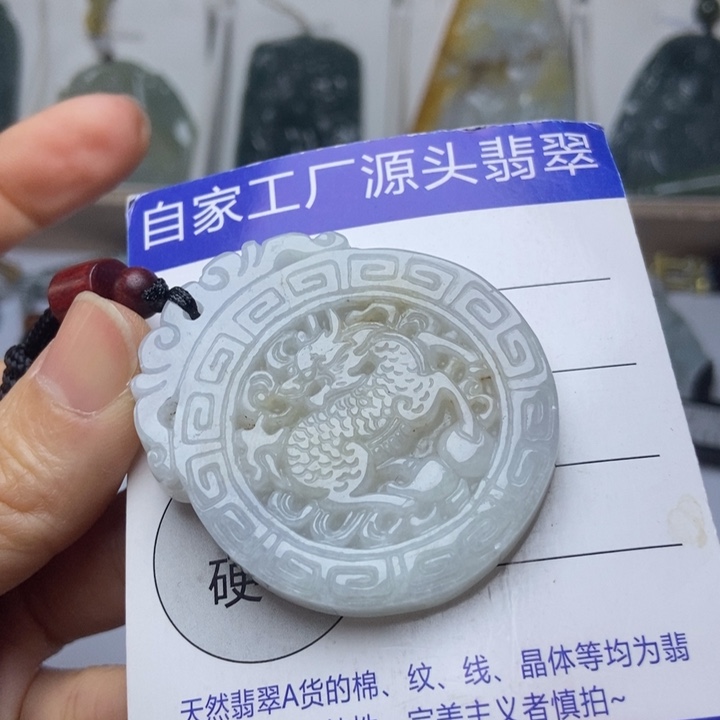 自家工厂源头翡翠
硬
天然翡翠A货的棉、纹、线、晶体等均为翡
完美主义者慎拍~